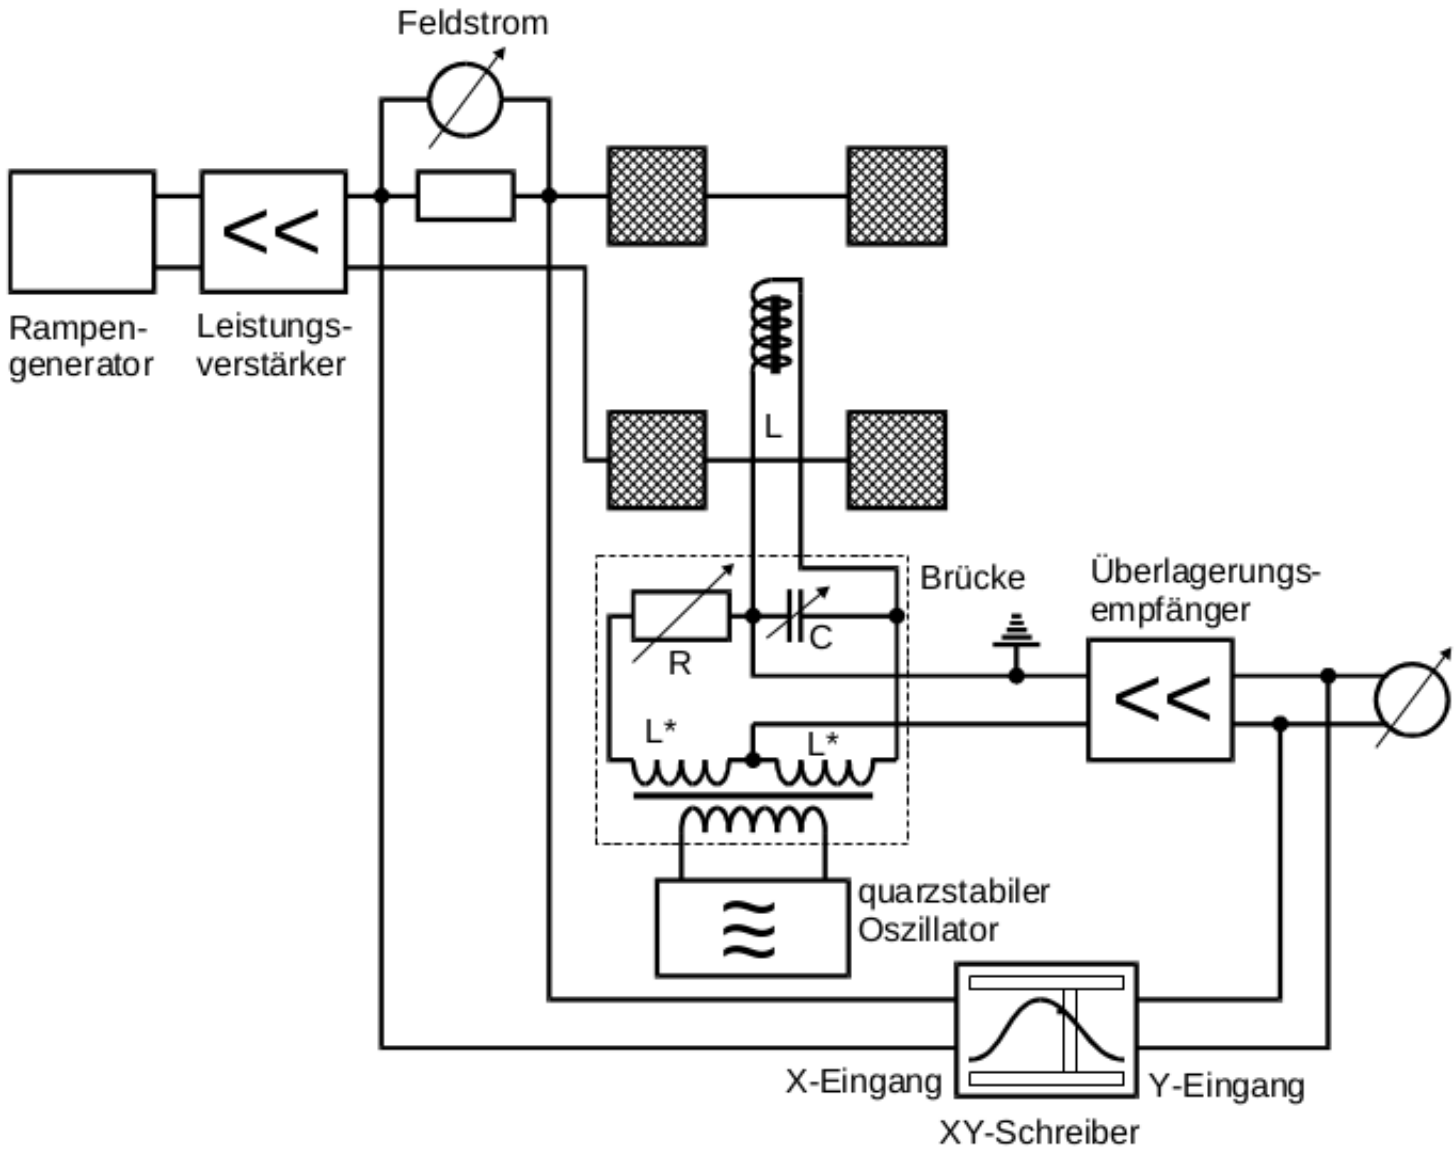 Feldstrom
Rampen-
generator
Leistungs-
verstärker
L
Brücke
Überlagerungs-
empfänger
R
C
L*
L*
quarzstabiler
Oszillator
X-Eingang
Y-Eingang
XY-Schreiber